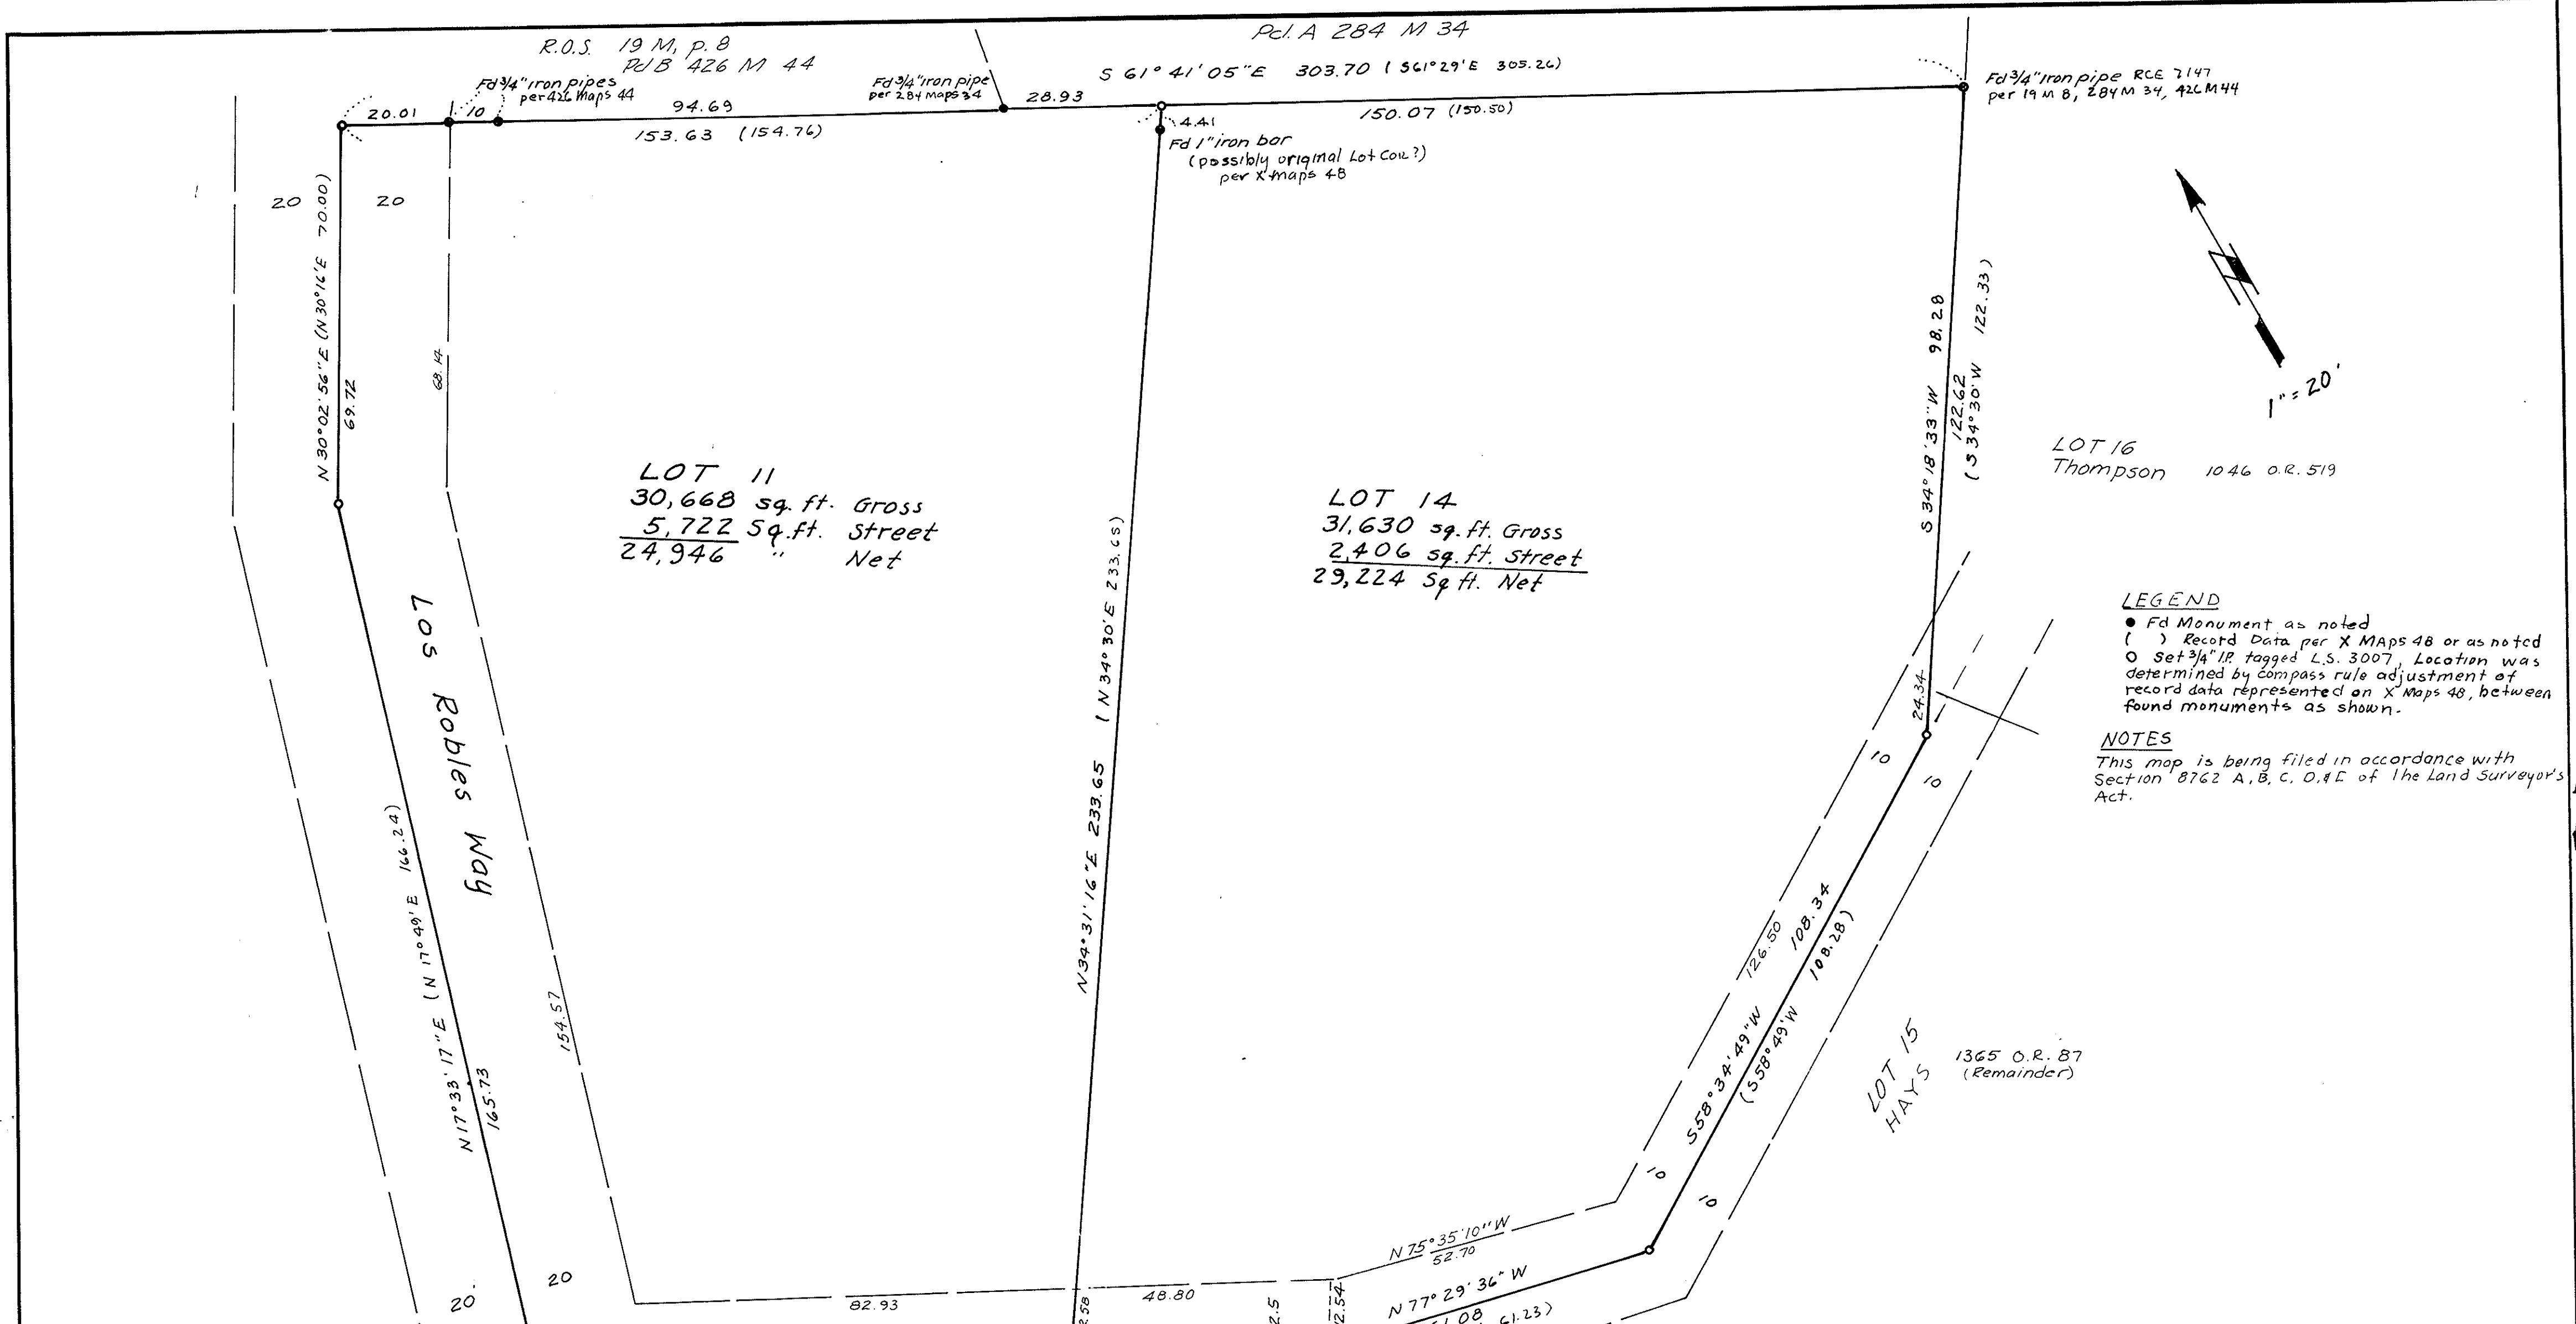 R.O.S. 19 M, p. 8
Pcl B 426 M 44
Pcl. A 284 M 34
Fd 3/4" iron pipes
per 426 Maps 44
Fd 3/4" iron pipe
per 284 maps 34
S 61° 41' 05" E 303.70 (S61°29'E 305.26)
Fd 3/4" iron pipe RCE 7147
per 19 M 8, 284 M 34, 426 M 44
20.01
10
94.69
28.93
153.63 (154.76)
150.07 (150.50)
4.41
Fd 1" iron bar
(possibly original Lot Cor.?)
per X maps 48
20
20
N 30° 02' 56" E (N 30° 16' E 70.00)
69.72
68.14
S 34° 18' 33" W 98.28
122.62
(S 34° 30' W 122.33)
1" = 20'
LOT 16
Thompson 1046 O.R. 519
LOT 11
30,668 sq. ft. Gross
5,722 Sq. ft. Street
24,946 " Net
LOT 14
31,630 sq. ft. Gross
2,406 sq. ft. Street
29,224 Sq ft. Net
Los Robles Way
N 34° 31' 16" E 233.65 (N 34° 30' E 233.65)
LEGEND
● Fd Monument as noted
( ) Record Data per X MAPS 48 or as noted
O Set 3/4" I.P. tagged L.S. 3007, Location was
determined by compass rule adjustment of
record data represented on X Maps 48, between
found monuments as shown.
NOTES
This map is being filed in accordance with
Section 8762 A, B, C, D, & E of the Land Surveyor's
Act.
24.34
10
10
N 17° 33' 17" E (N 17° 49' E 166.24)
165.73
154.57
126.50
S 58° 34' 49" W 108.34
(S 58° 49' W 108.28)
LOT 15
HAYS
1365 O.R. 87
(Remainder)
10
10
N 75° 35' 10" W
52.70
N 77° 29' 36" W
61.23)
20
20
82.93
48.80
2.5
2.54